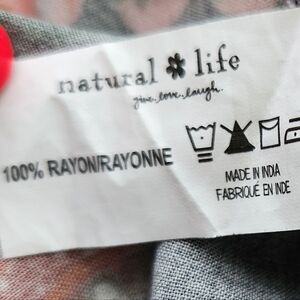 natural life
give.love.laugh.
100% RAYON/RAYONNE
MADE IN INDIA
FABRIQUÉ EN INDE